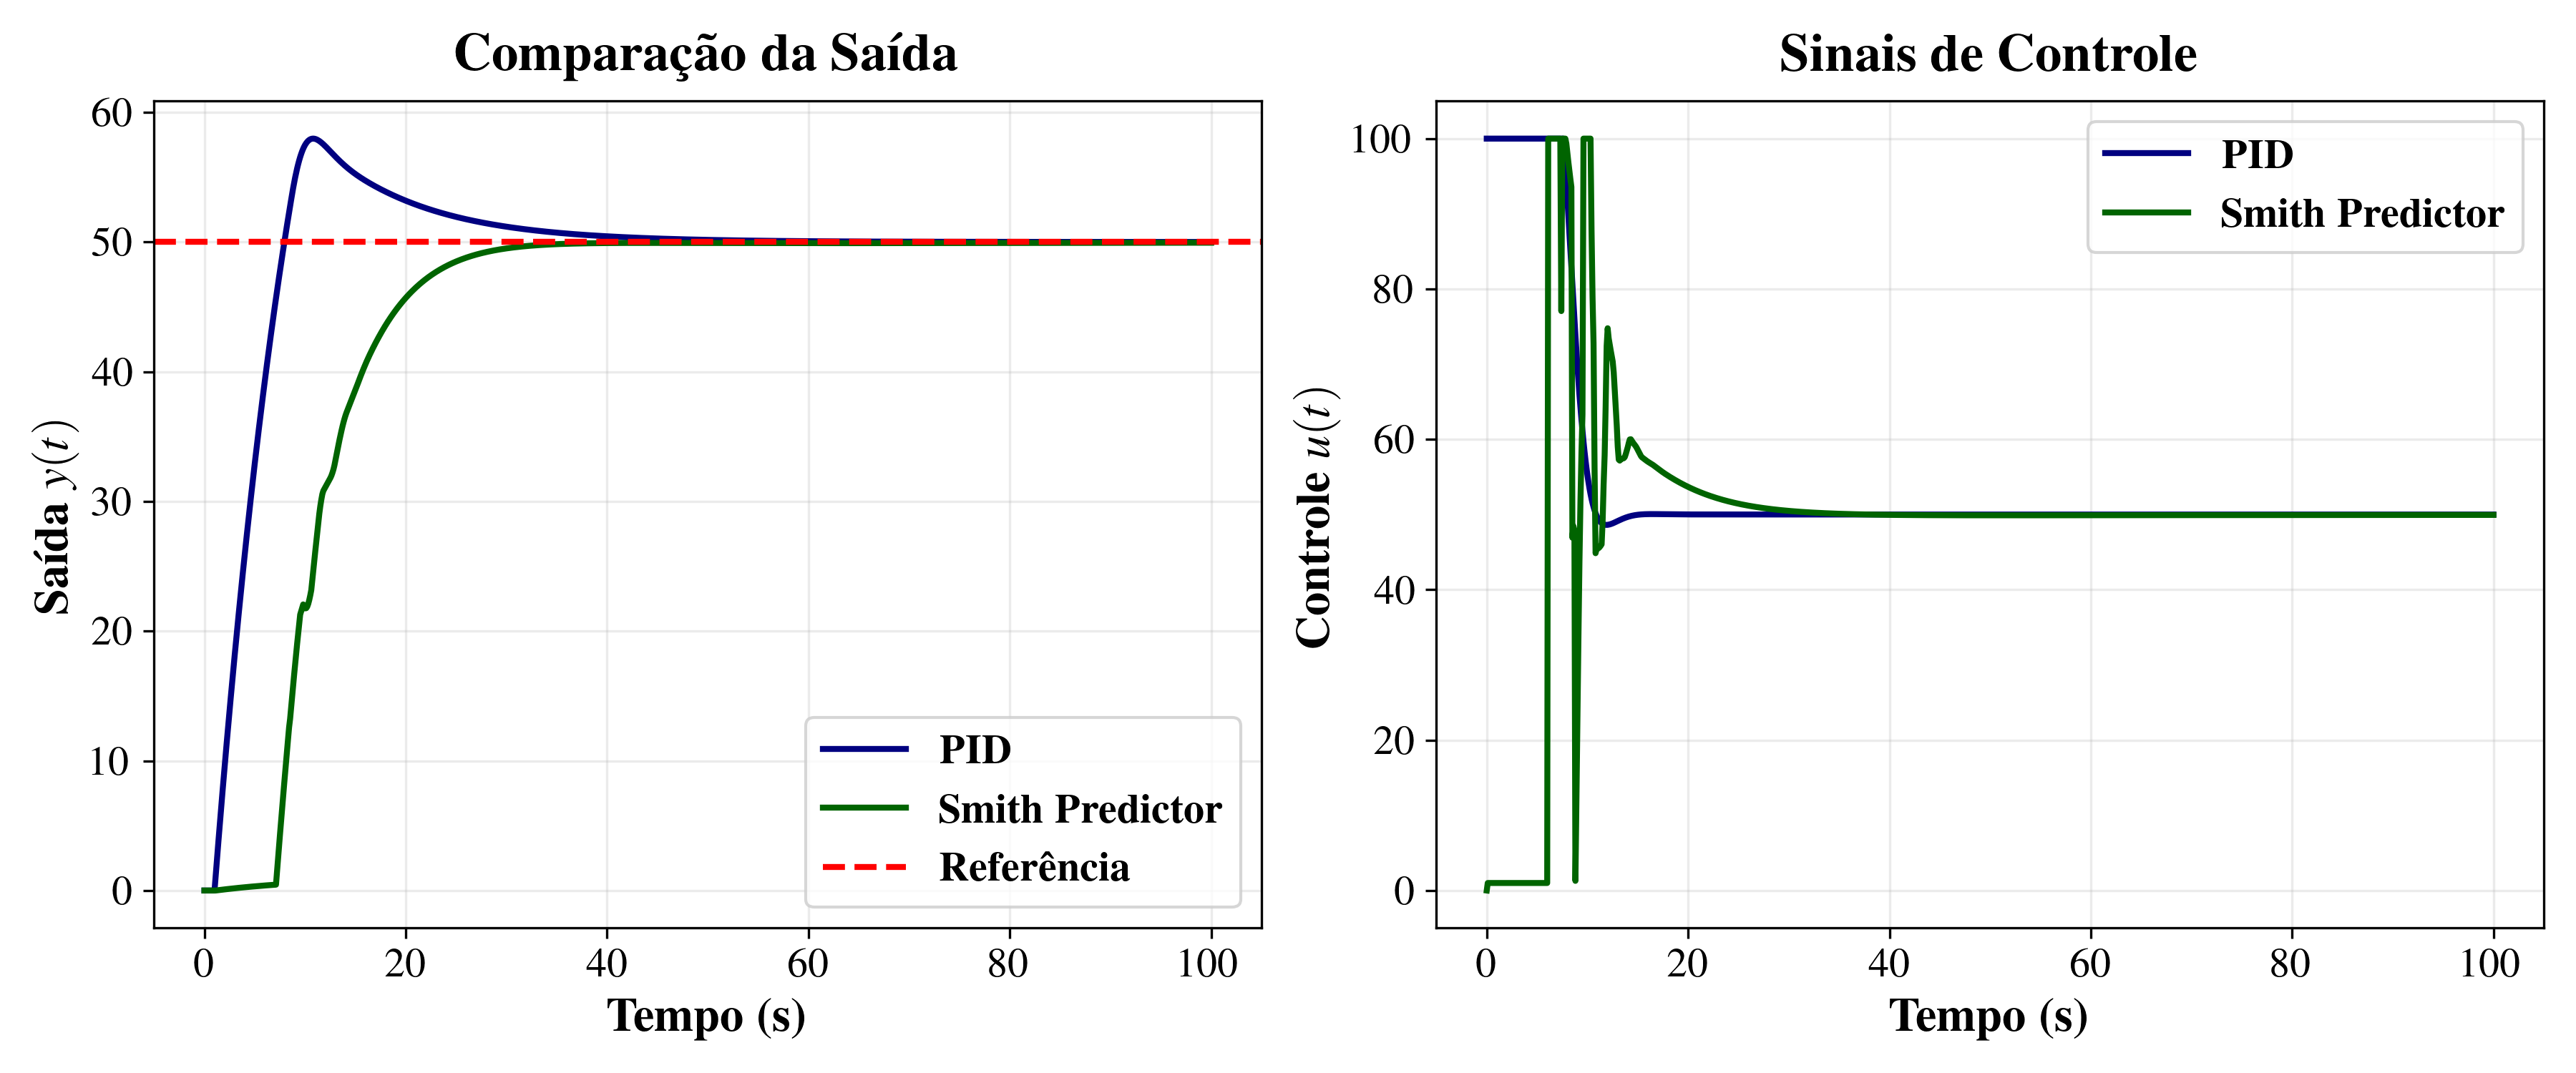 Comparação da Saída
60
50
40
30
20
10
0
Saída y(t)
0 20 40 60 80 100
Tempo (s)
PID
Smith Predictor
Referência
Sinais de Controle
100
80
60
40
20
0
Controle u(t)
0 20 40 60 80 100
Tempo (s)
PID
Smith Predictor